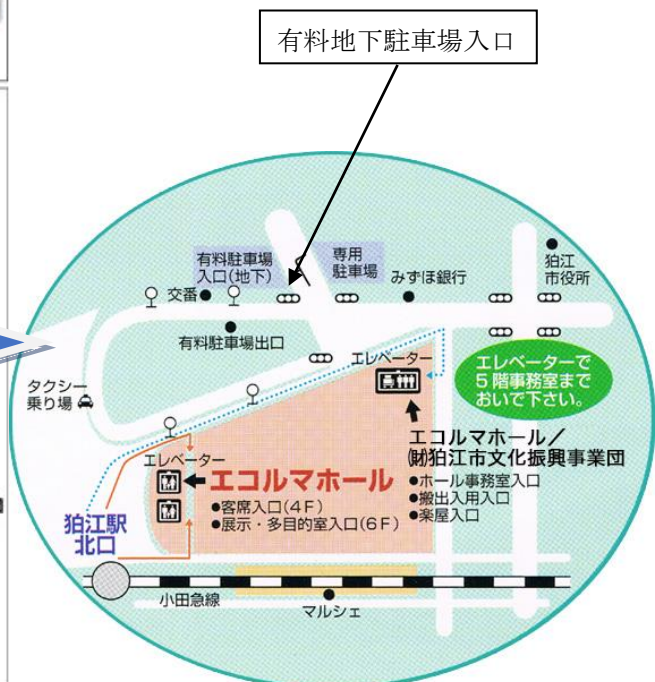 有料地下駐車場入口
有料駐車場
入口(地下)
専用
駐車場
狛江
市役所
交番
みずほ銀行
有料駐車場出口
エレベーター
エレベーターで
5階事務室まで
おいで下さい。
タクシー
乗り場
エコルマホール／
㈶狛江市文化振興事業団
●ホール事務室入口
●搬出入用入口
●楽屋入口
エレベーター
エコルマホール
●客席入口(4F)
●展示・多目的室入口(6F)
狛江駅
北口
小田急線
マルシェ